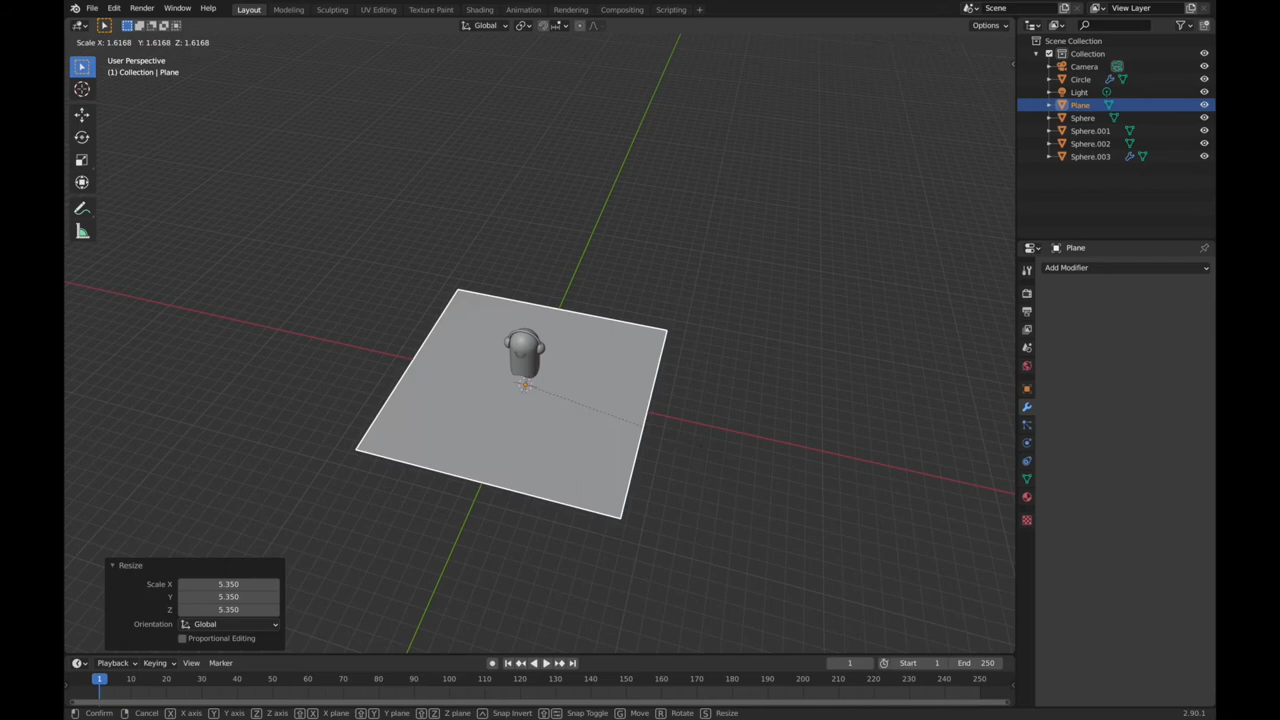 File Edit Render Window Help Layout Modeling Sculpting UV Editing Texture Paint Shading Animation Rendering Compositing Scripting + Scene View Layer
Global Options
Scale X: 1.6168 Y: 1.6168 Z: 1.6168
User Perspective
(1) Collection | Plane
Scene Collection
Collection
Camera
Circle
Light
Plane
Sphere
Sphere.001
Sphere.002
Sphere.003
Plane
Add Modifier
Resize
Scale X 5.350
Y 5.350
Z 5.350
Orientation Global
Proportional Editing
Playback Keying View Marker 1 Start 1 End 250
1 10 20 30 40 50 60 70 80 90 100 110 120 130 140 150 160 170 180 190 200 210 220 230 240 250
Confirm Cancel X X axis Y Y axis Z Z axis X X plane Y Y plane Z Z plane Snap Invert Snap Toggle G Move R Rotate S Resize 2.90.1